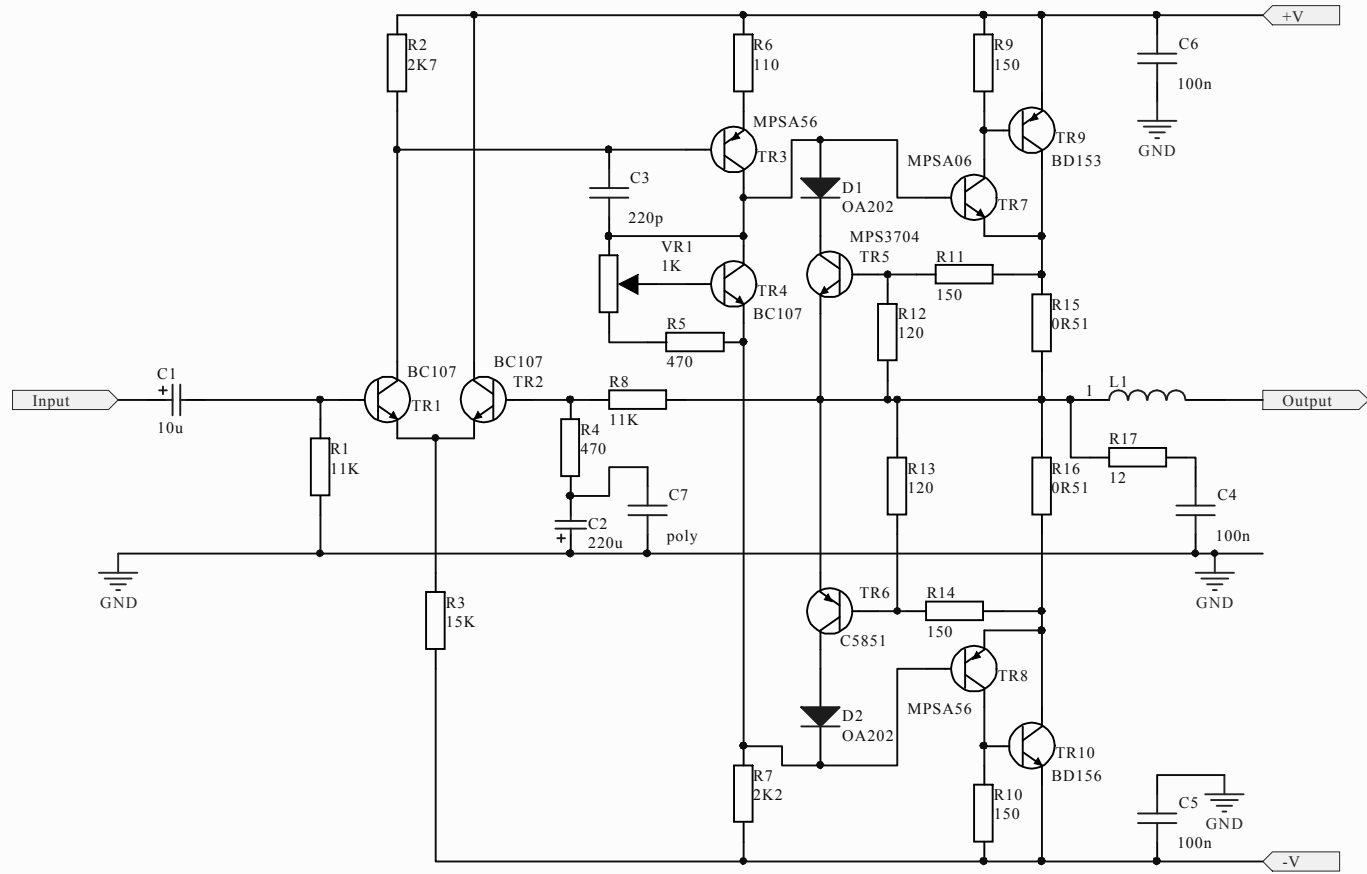 +V
R2
2K7
R6
110
R9
150
C6
100n
GND
MPSA56
TR3
TR9
BD153
MPSA06
TR7
C3
220p
D1
OA202
MPS3704
TR5
VR1
1K
TR4
BC107
R11
150
R12
120
R15
0R51
R5
470
Input
C1
+
10u
BC107
TR1
BC107
TR2
R8
11K
1
L1
Output
R1
11K
R4
470
R13
120
R16
0R51
R17
12
C7
poly
C2
+
220u
C4
100n
GND
GND
R3
15K
TR6
C5851
R14
150
TR8
MPSA56
D2
OA202
TR10
BD156
R7
2K2
R10
150
C5
100n
GND
-V